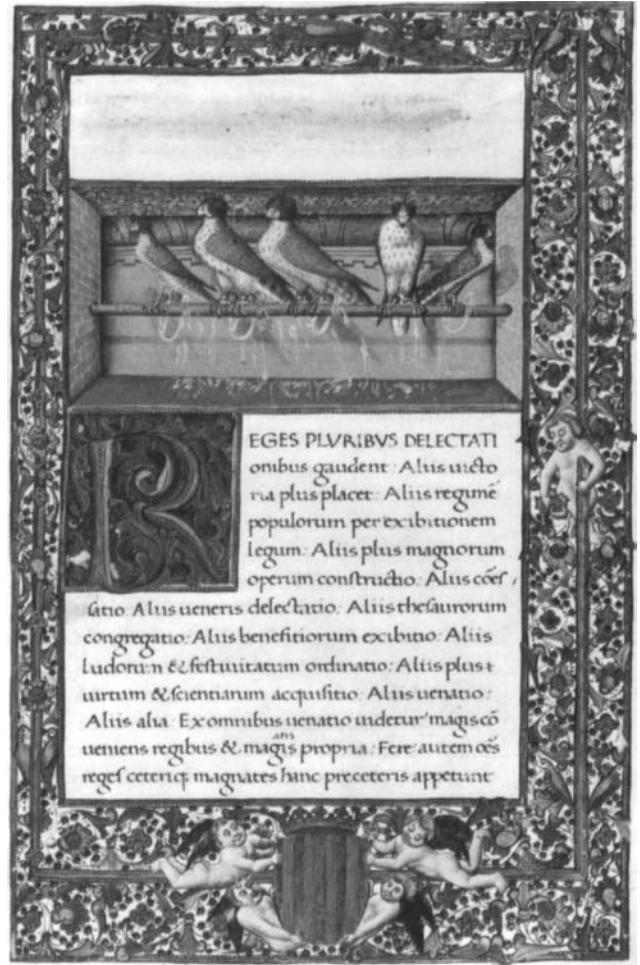 REGES PLVRIBVS DELECTATI
onibus gaudent: Aliis uicto
ria plus placet: Aliis regimē
populorum per exibitionem
legum: Aliis plus magnorum
operum constructio: Aliis cōes
satio: Aliis ueneris delectatio: Aliis thesaurorum
congregatio: Aliis benefitiorum exibitio: Aliis
ludorum & festiuitatum ordinatio: Aliis plus
uirtutum & scientiarum acquisitio: Aliis uenatio:
Aliis alia: Ex omnibus uenatio uidetur magis cō
ueniens regibus & magis propria: Fere autem oēs
reges ceteriq; magnates hanc preceteris appetunt